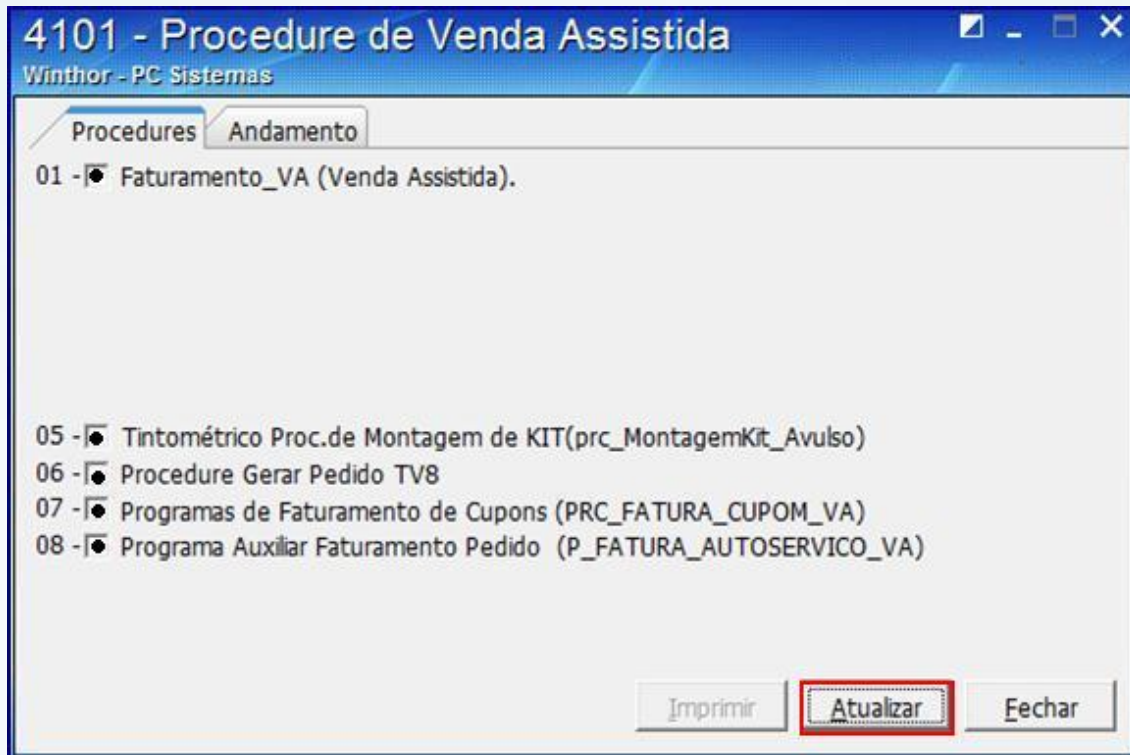 4101 - Procedure de Venda Assistida
Winthor - PC Sistemas
Procedures Andamento
01 - Faturamento_VA (Venda Assistida).
05 - Tintométrico Proc.de Montagem de KIT(prc_MontagemKit_Avulso)
06 - Procedure Gerar Pedido TV8
07 - Programas de Faturamento de Cupons (PRC_FATURA_CUPOM_VA)
08 - Programa Auxiliar Faturamento Pedido (P_FATURA_AUTOSERVICO_VA)
Imprimir Atualizar Fechar